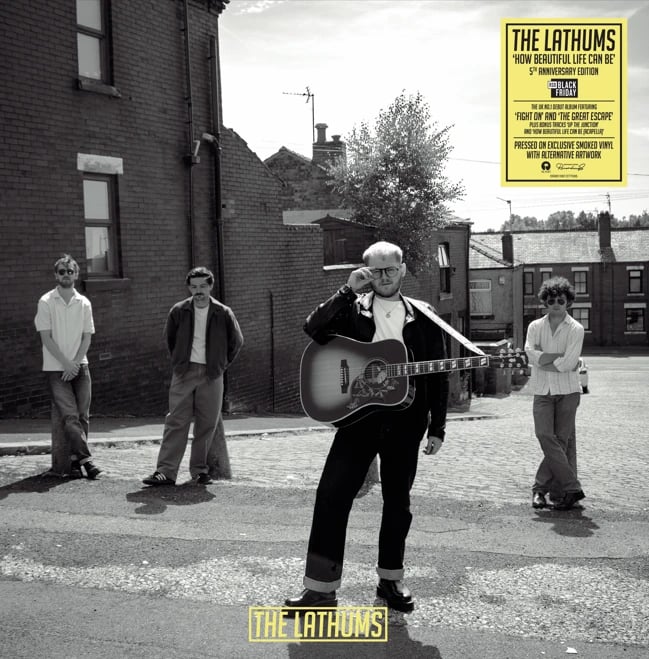 THE LATHUMS
'HOW BEAUTIFUL LIFE CAN BE'
5TH ANNIVERSARY EDITION
RSD BLACK
FRIDAY
THE UK NO.1 DEBUT ALBUM FEATURING
'FIGHT ON' AND 'THE GREAT ESCAPE'
PLUS BONUS TRACKS 'UP THE JUNCTION'
AND 'HOW BEAUTIFUL LIFE CAN BE (ACAPELLA)'
PRESSED ON EXCLUSIVE SMOKED VINYL
WITH ALTERNATIVE ARTWORK
THE LATHUMS